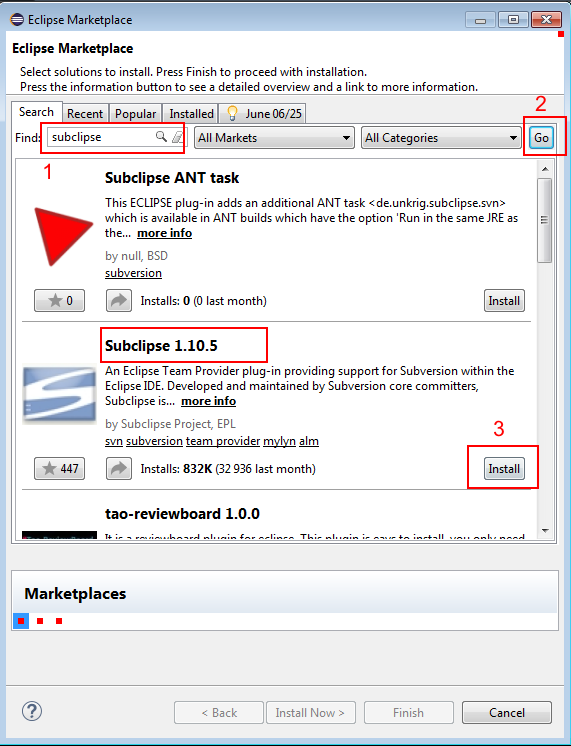 Eclipse Marketplace
Eclipse Marketplace
Select solutions to install. Press Finish to proceed with installation.
Press the information button to see a detailed overview and a link to more information.
Search Recent Popular Installed June 06/25
2
Find: subclipse All Markets All Categories Go
1
Subclipse ANT task
This ECLIPSE plug-in adds an additional ANT task <de.unkrig.subclipse.svn>
which is available in ANT builds which have the option 'Run in the same JRE as
the... more info
by null, BSD
subversion
0 Installs: 0 (0 last month) Install
Subclipse 1.10.5
An Eclipse Team Provider plug-in providing support for Subversion within the
Eclipse IDE. Developed and maintained by Subversion core committers,
Subclipse is... more info
by Subclipse Project, EPL
3
svn subversion team provider mylyn alm
447 Installs: 832K (32 936 last month) Install
tao-reviewboard 1.0.0
It is a reviewboard plugin for eclipse. This plugin is easy to install, you only need
Marketplaces
? < Back Install Now > Finish Cancel